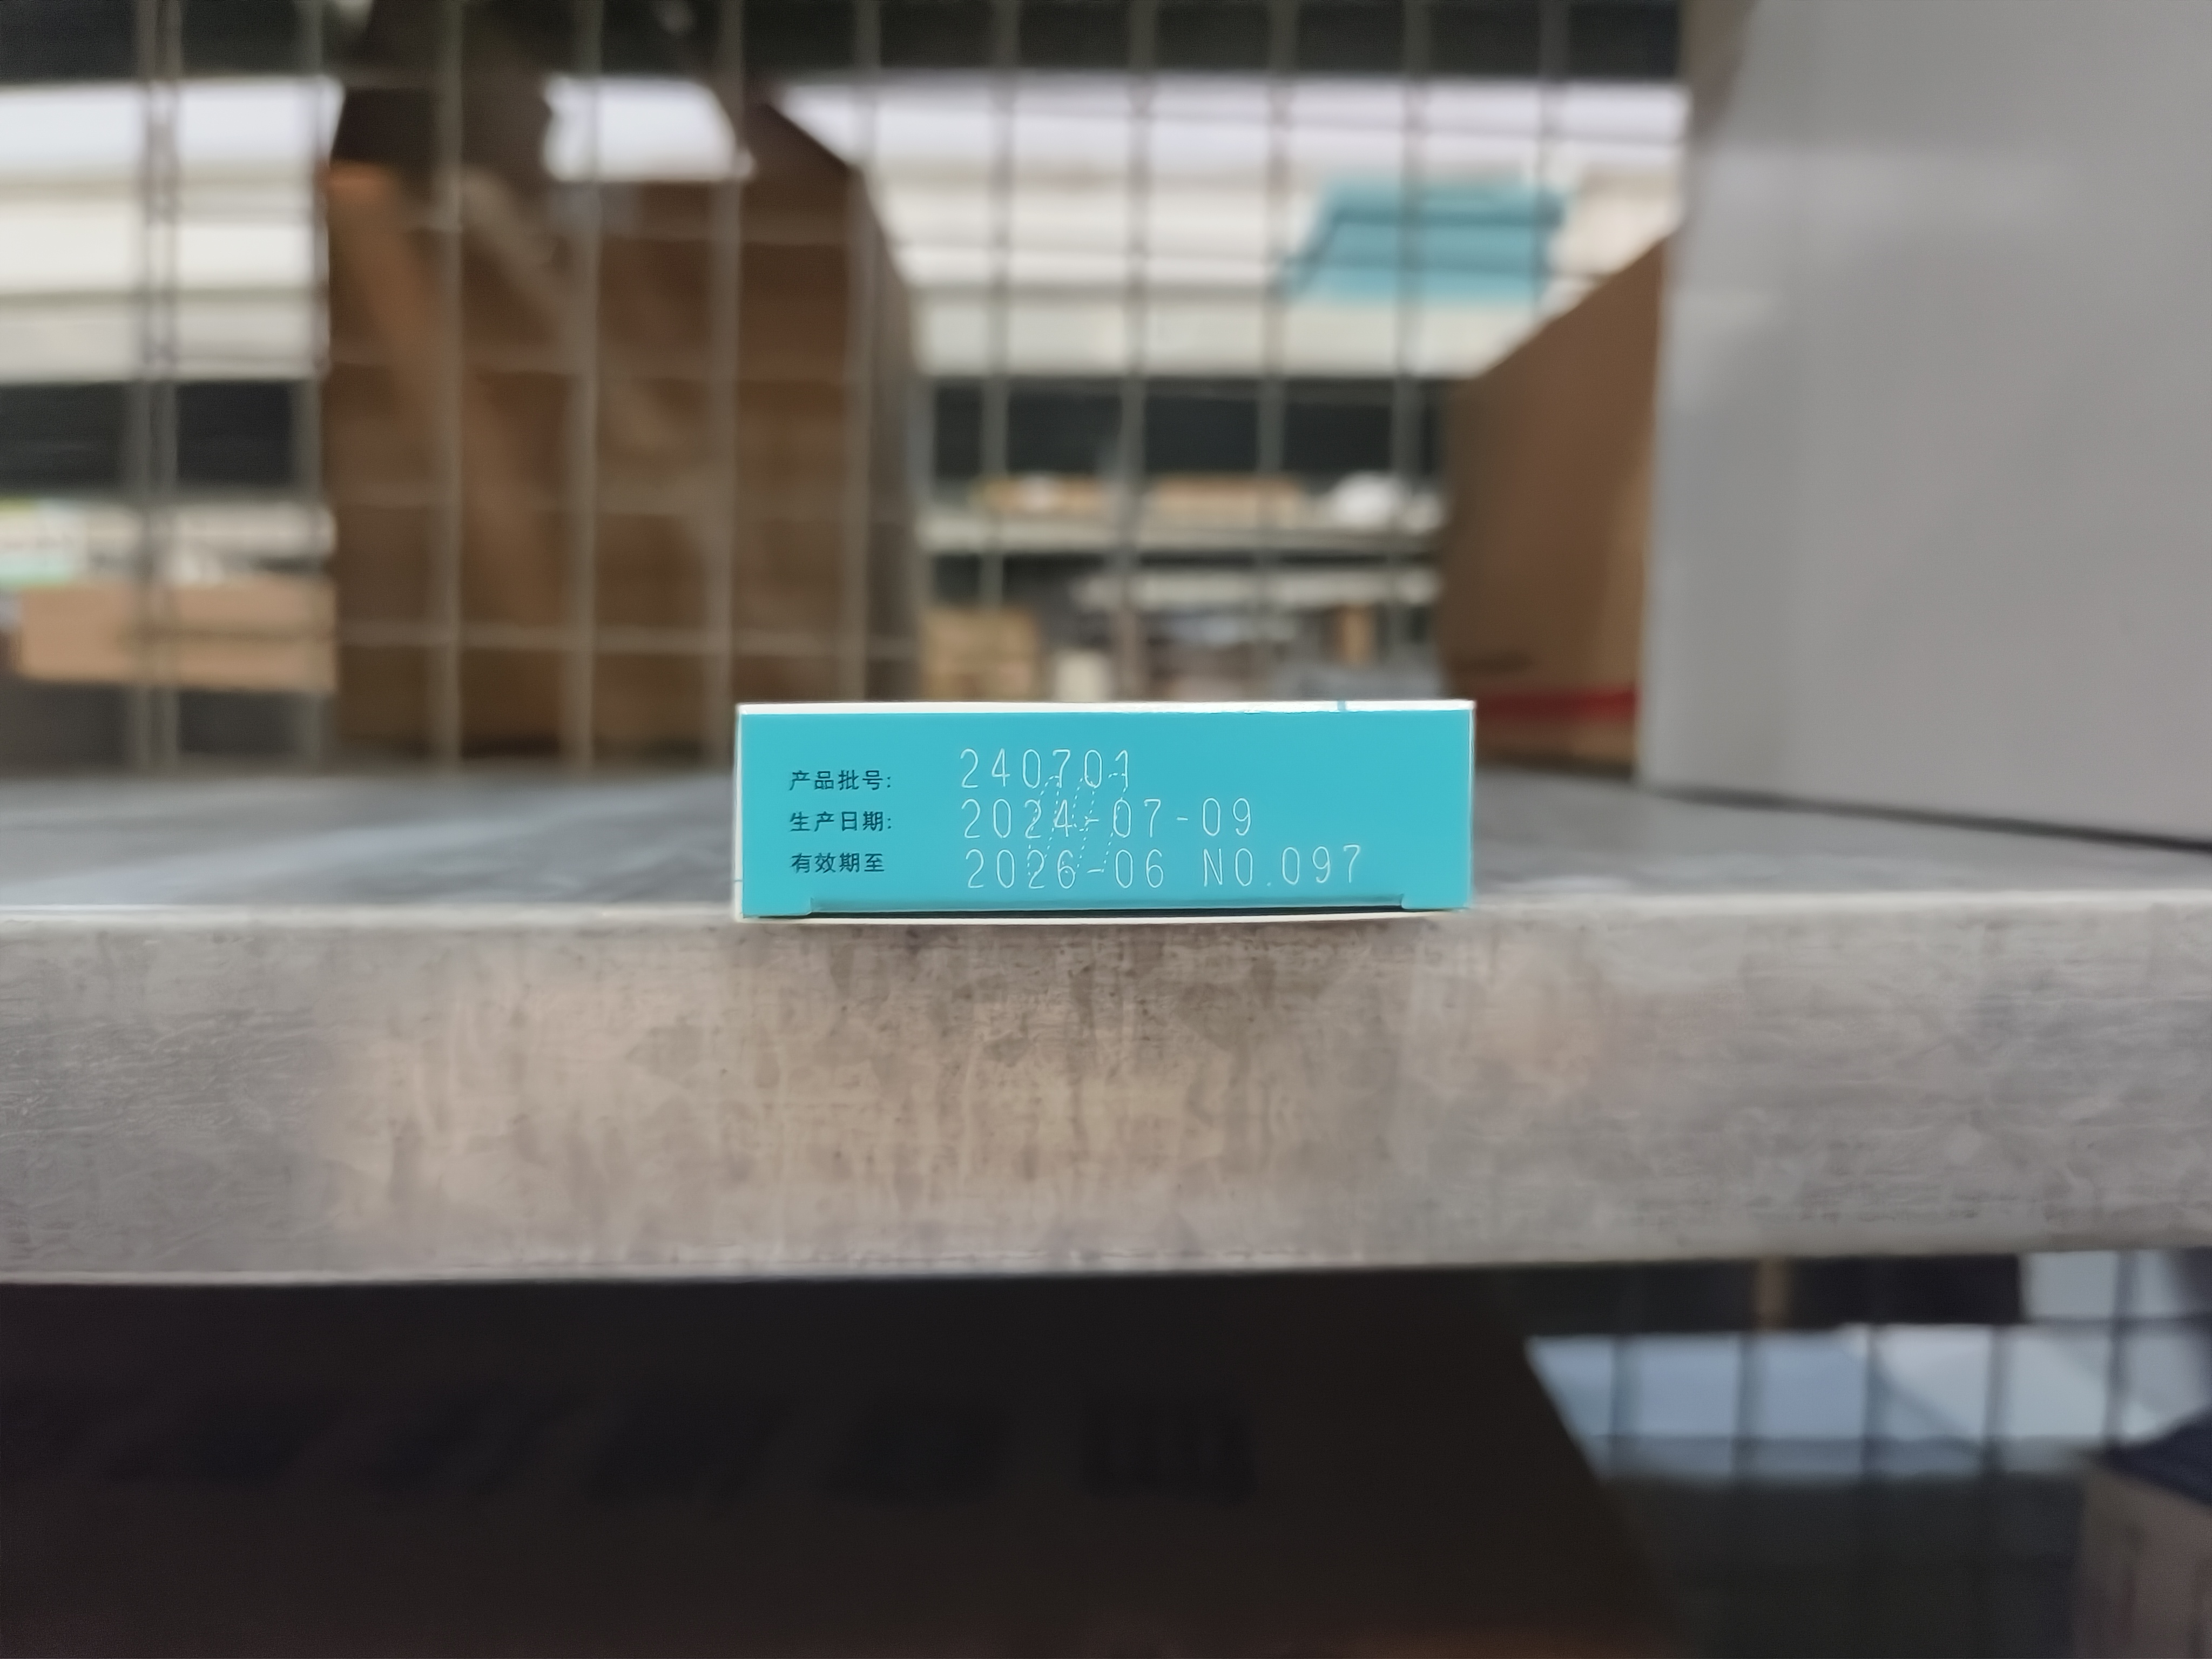 产品批号: 240701
生产日期: 2024-07-09
有效期至 2026-06 NO.097